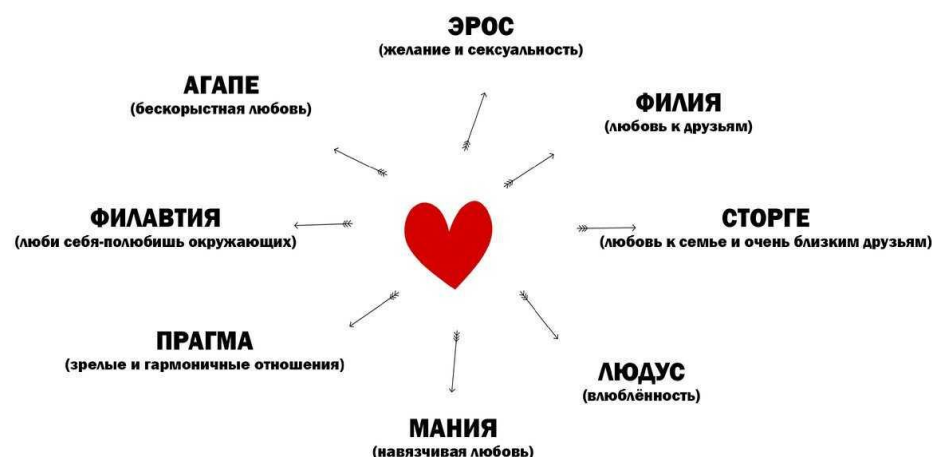 ЭРОС
(желание и сексуальность)
АГАПЕ
(бескорыстная любовь)
ФИЛИЯ
(любовь к друзьям)
ФИЛАВТИЯ
(люби себя-полюбишь окружающих)
СТОРГЕ
(любовь к семье и очень близким друзьям)
ПРАГМА
(зрелые и гармоничные отношения)
ЛЮДУС
(влюблённость)
МАНИЯ
(навязчивая любовь)